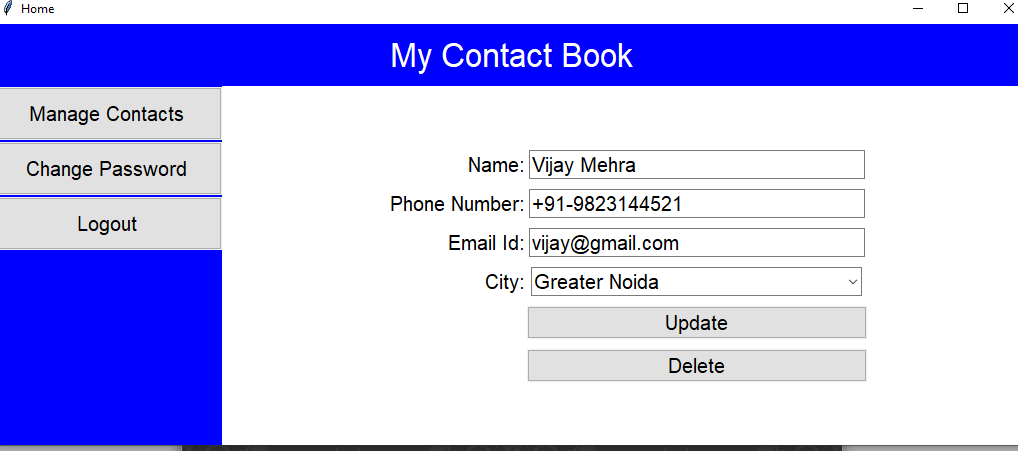 Home
My Contact Book
Manage Contacts
Change Password
Logout
Name: Vijay Mehra
Phone Number: +91-9823144521
Email Id: vijay@gmail.com
City: Greater Noida
Update
Delete